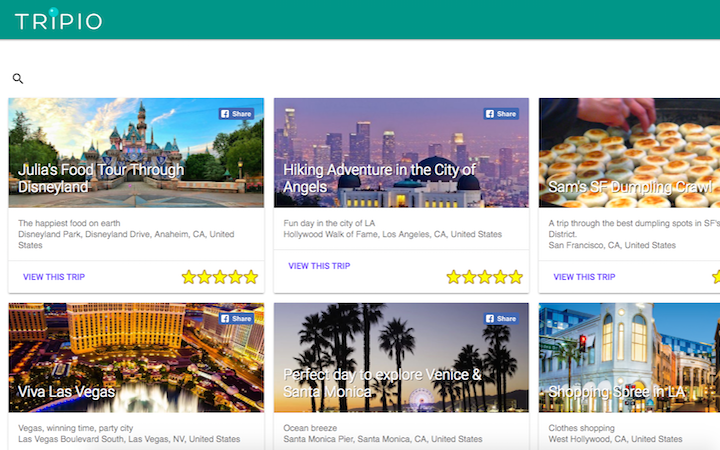 TRIPIO
Share
Julia's Food Tour Through
Disneyland
The happiest food on earth
Disneyland Park, Disneyland Drive, Anaheim, CA, United
States
VIEW THIS TRIP
Share
Hiking Adventure in the City of
Angels
Fun day in the city of LA
Hollywood Walk of Fame, Los Angeles, CA, United States
VIEW THIS TRIP
Sam's SF Dumpling Crawl
A trip through the best dumpling spots in SF's
District.
San Francisco, CA, United States
VIEW THIS TRIP
Share
Viva Las Vegas
Vegas, winning time, party city
Las Vegas Boulevard South, Las Vegas, NV, United States
Share
Perfect day to explore Venice &
Santa Monica
Ocean breeze
Santa Monica Pier, Santa Monica, CA, United States
Shopping Spree in LA
Clothes shopping
West Hollywood, CA, United States